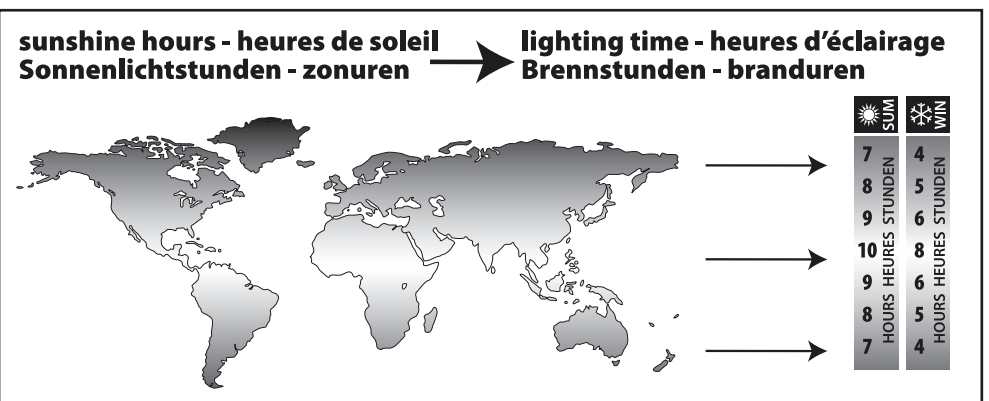 sunshine hours - heures de soleil
Sonnenlichtstunden - zonuren
lighting time - heures d'éclairage
Brennstunden - branduren
SUM WIN
7 4
8 5
9 6
10 8
9 6
8 5
7 4
HOURS HEURES STUNDEN
HOURS HEURES STUNDEN